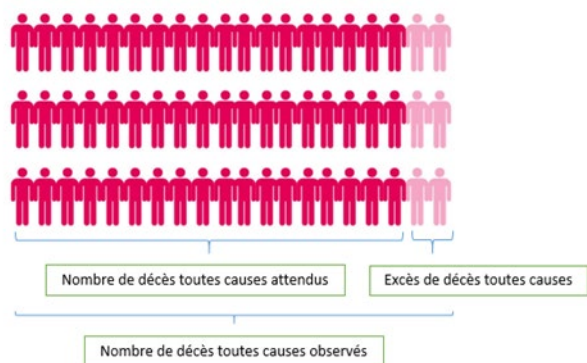 Nombre de décès toutes causes attendus
Excès de décès toutes causes
Nombre de décès toutes causes observés